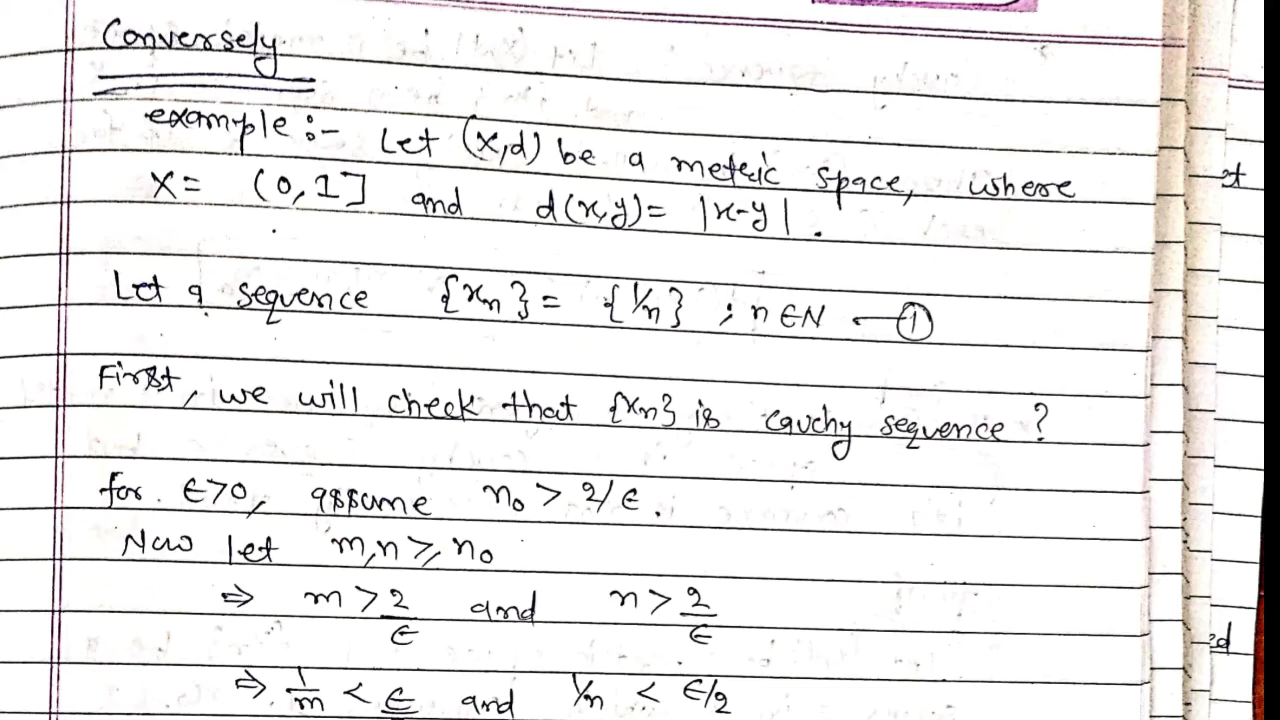 Conversely
example :- Let (X,d) be a metric space, where
X = (0,1] and d(x,y) = |x-y|.
Let a sequence {xn} = {1/n} ; n ∈ N — ①
First, we will check that {xn} is cauchy sequence ?
for ε>0, assume n₀ > 2/ε.
Now let m,n ≥ n₀
⇒ m > 2/ε and n > 2/ε
⇒ 1/m < ε and 1/n < ε/2
et
ed